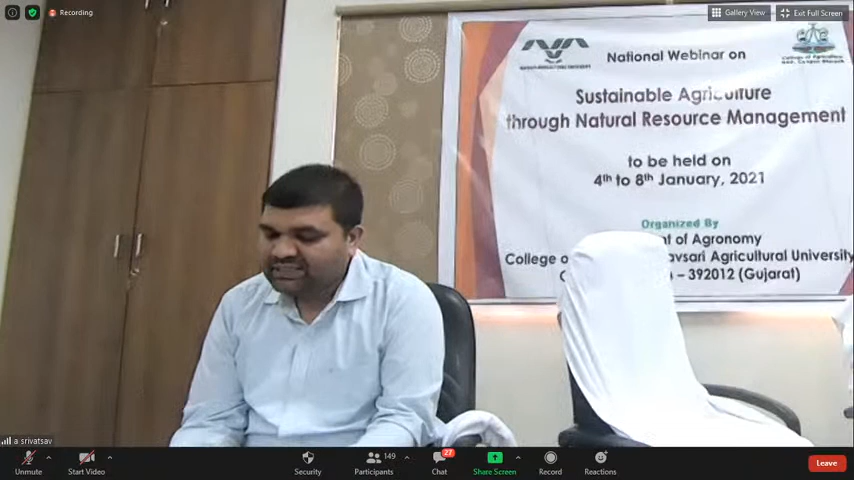 Recording
Gallery View
Exit Full Screen
National Webinar on
Sustainable Agriculture
through Natural Resource Management
to be held on
4th to 8th January, 2021
Organized By
of Agronomy
College Agricultural University
– 392012 (Gujarat)
a srivatsav
Unmute
Start Video
Security
149
Participants
27
Chat
Share Screen
Record
Reactions
Leave